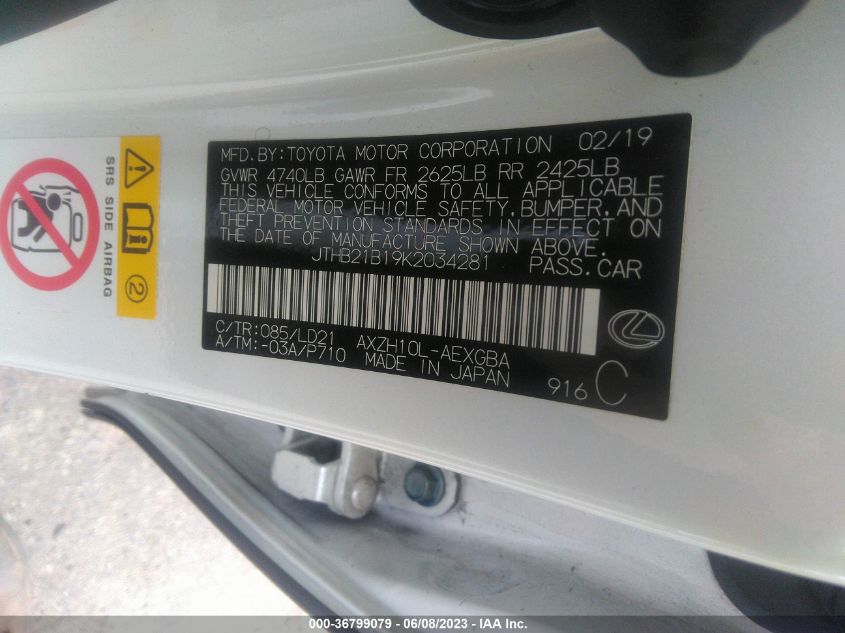 MFD.BY:TOYOTA MOTOR CORPORATION 02/19
GVWR 4740LB GAWR FR 2625LB RR 2425LB
THIS VEHICLE CONFORMS TO ALL APPLICABLE
FEDERAL MOTOR VEHICLE SAFETY,BUMPER,AND
THEFT PREVENTION STANDARDS IN EFFECT ON
THE DATE OF MANUFACTURE SHOWN ABOVE.
JTHB21B19K2034281 PASS.CAR
C/TR:085/LD21 AXZH10L-AEXGBA
A/TM:-03A/P710 MADE IN JAPAN
916 C
SRS SIDE AIRBAG
2
000-36799079 - 06/08/2023 - IAA Inc.